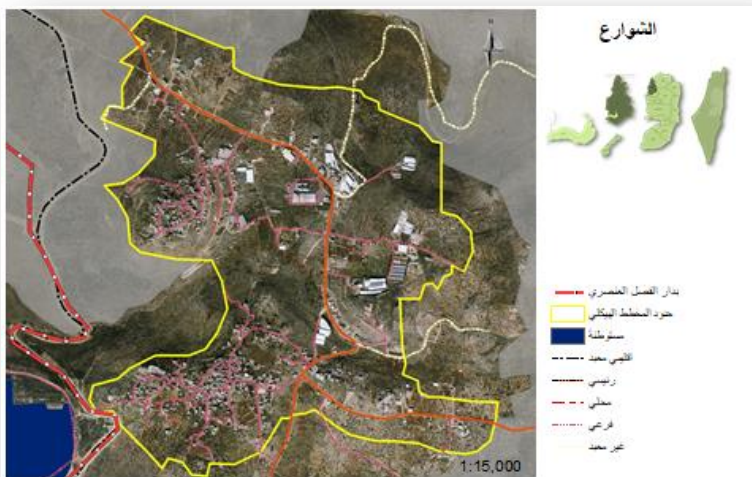 الشوارع
جدار الفصل العنصري
حدود المخطط الهيكلي
مستوطنة
اقليمي معبد
رئيسي
محلي
فرعي
غير معبد
1:15,000